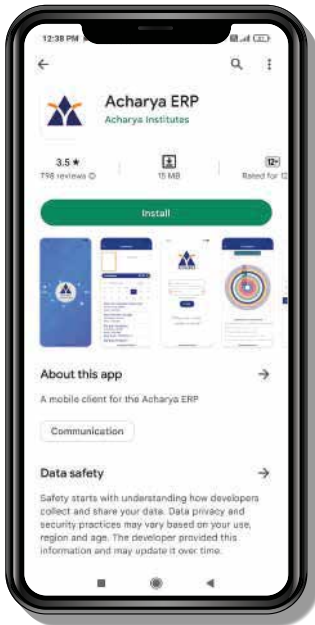 12:38 PM
Acharya ERP
Acharya Institutes
3.5 ★
798 reviews
15 MB
12+
Rated for 12
Install
About this app
A mobile client for the Acharya ERP
Communication
Data safety
Safety starts with understanding how developers
collect and share your data. Data privacy and
security practices may vary based on your use,
region and age. The developer provided this
information and may update it over time.